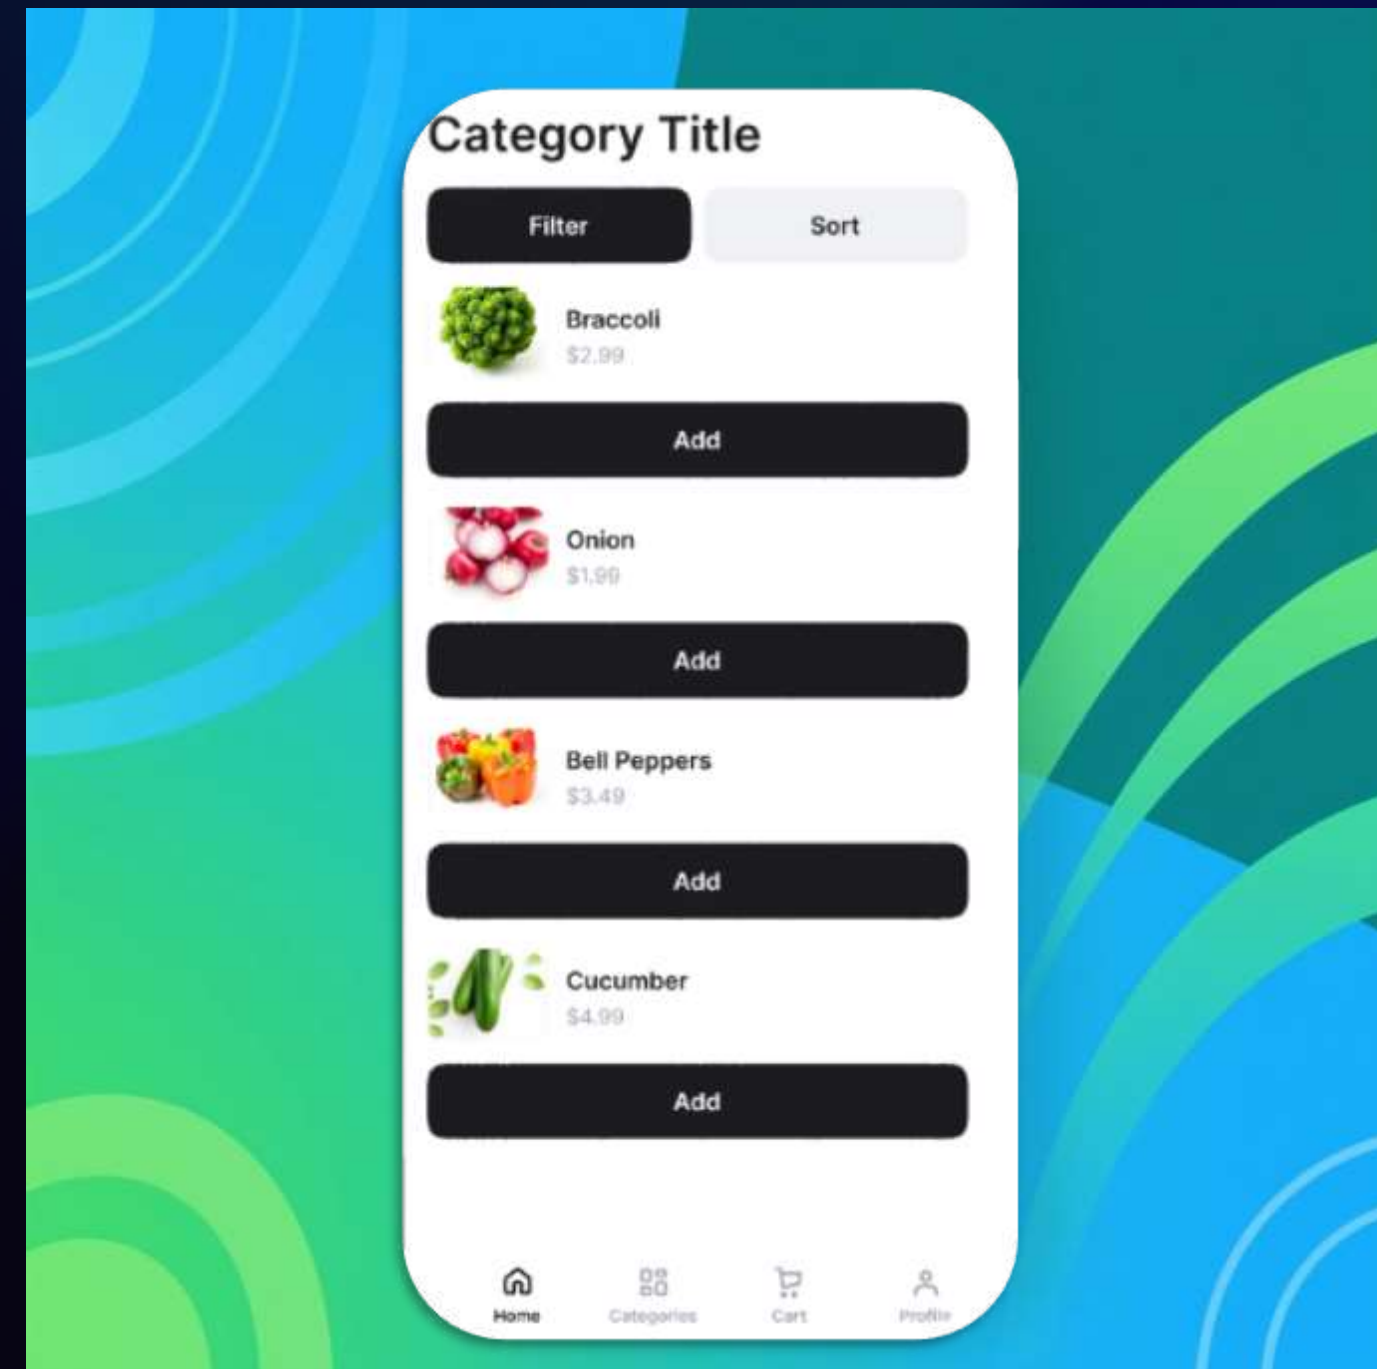 Category Title
Filter Sort
Braccoli
$2.99
Add
Onion
$1.99
Add
Bell Peppers
$3.49
Add
Cucumber
$4.99
Add
Home Categories Cart Profile